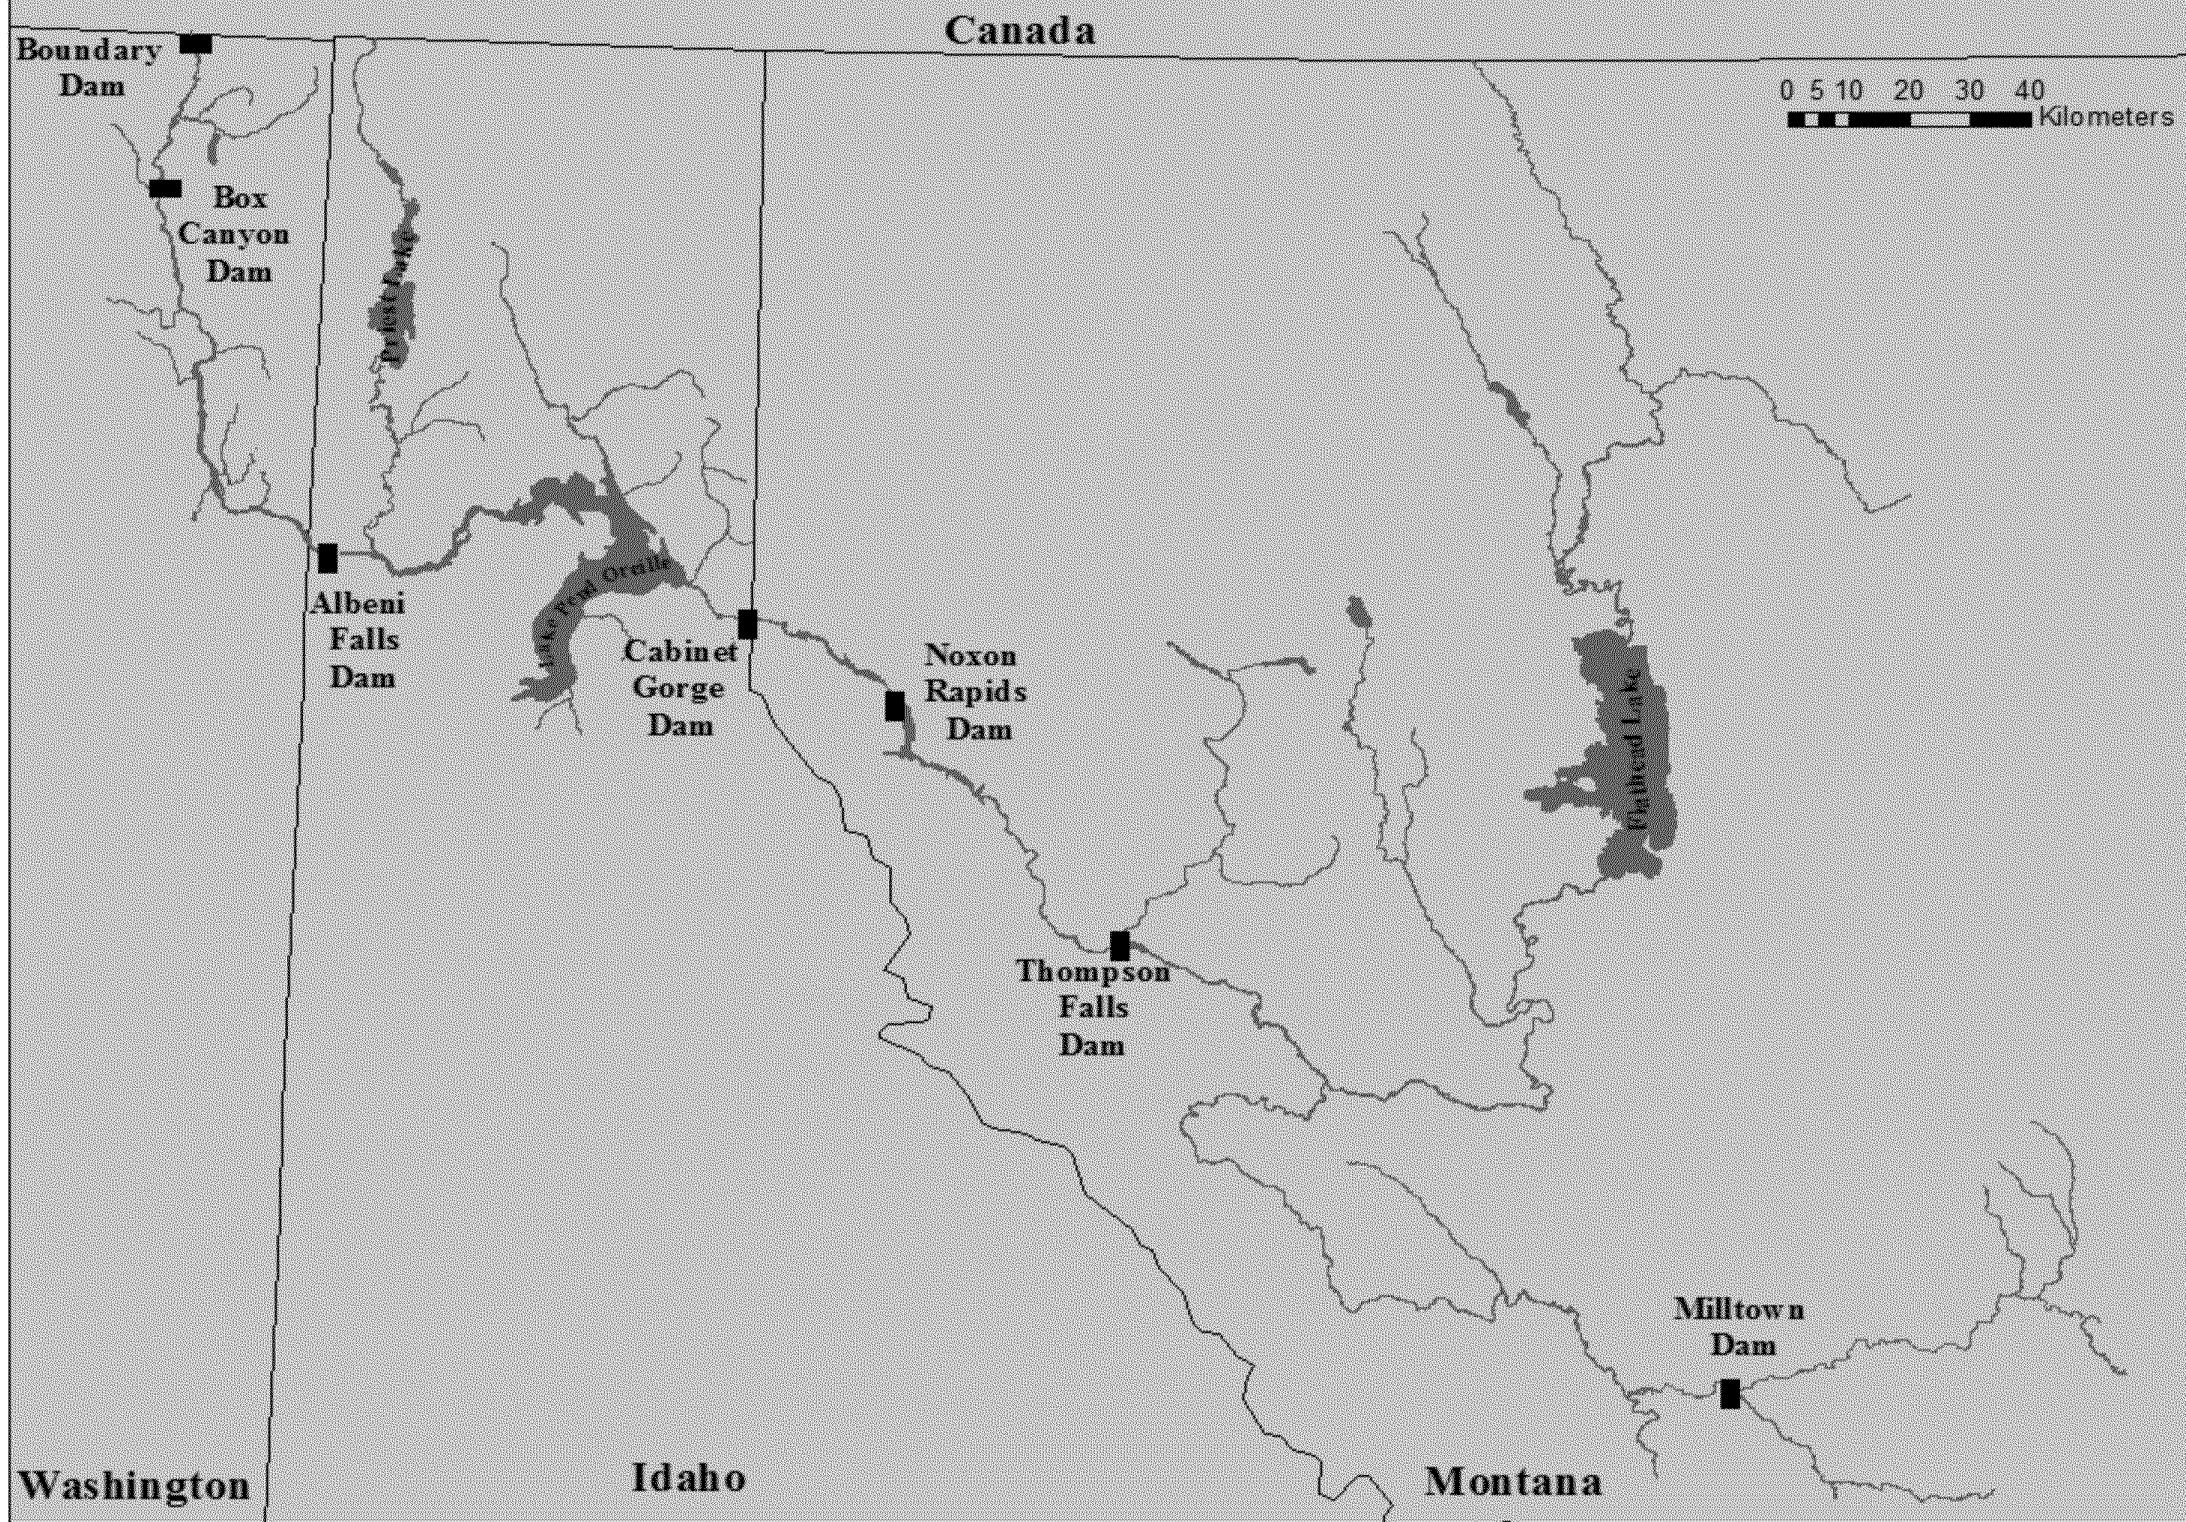 Canada
Boundary
Dam
0 5 10 20 30 40
Kilometers
Box
Canyon
Dam
Priest Lake
Lake Pend Oreille
Albeni
Falls
Dam
Cabinet
Gorge
Dam
Noxon
Rapids
Dam
Flathead Lake
Thompson
Falls
Dam
Milltown
Dam
Washington
Idaho
Montana